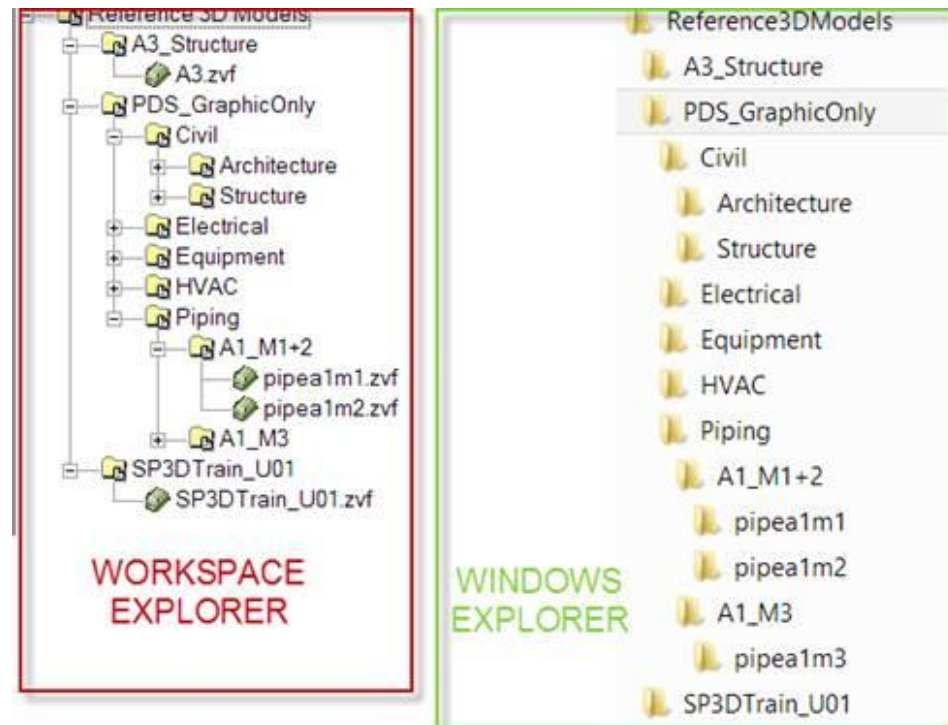 Reference 3D Models
A3_Structure
A3.zvf
PDS_GraphicOnly
Civil
Architecture
Structure
Electrical
Equipment
HVAC
Piping
A1_M1+2
pipea1m1.zvf
pipea1m2.zvf
A1_M3
SP3DTrain_U01
SP3DTrain_U01.zvf
WORKSPACE
EXPLORER
Reference3DModels
A3_Structure
PDS_GraphicOnly
Civil
Architecture
Structure
Electrical
Equipment
HVAC
Piping
A1_M1+2
pipea1m1
pipea1m2
A1_M3
pipea1m3
SP3DTrain_U01
WINDOWS
EXPLORER